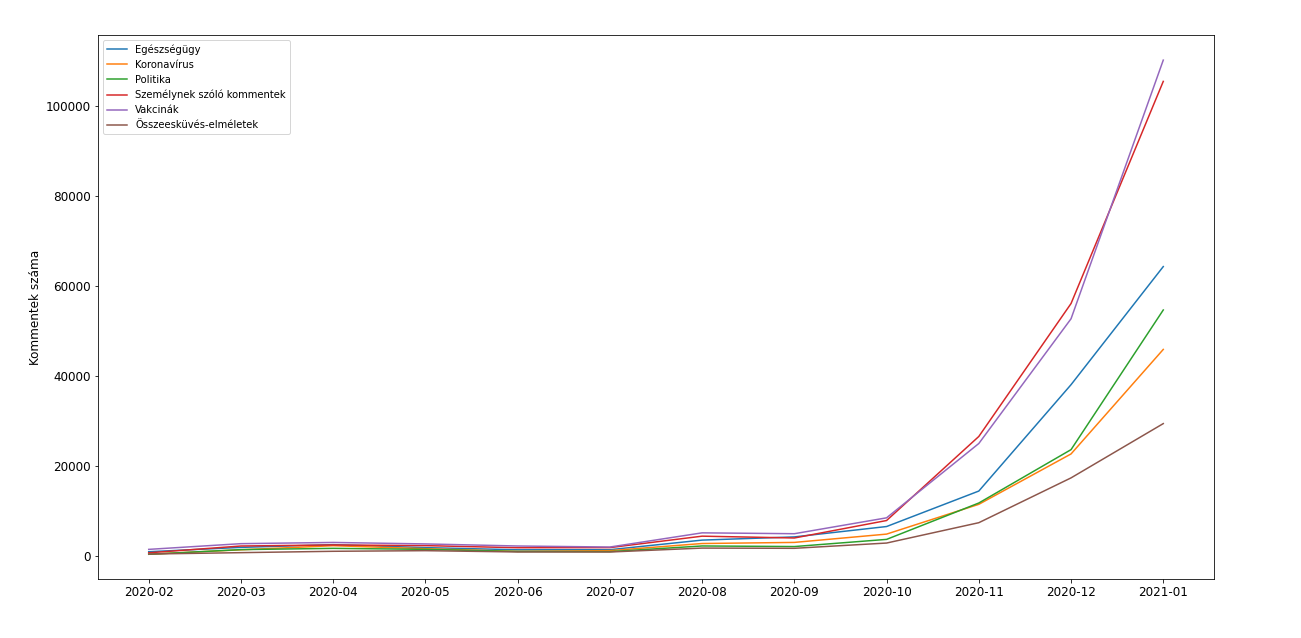 Egészségügy
Koronavírus
Politika
Személynek szóló kommentek
Vakcinák
Összeesküvés-elméletek
Kommentek száma
100000
80000
60000
40000
20000
0
2020-02 2020-03 2020-04 2020-05 2020-06 2020-07 2020-08 2020-09 2020-10 2020-11 2020-12 2021-01